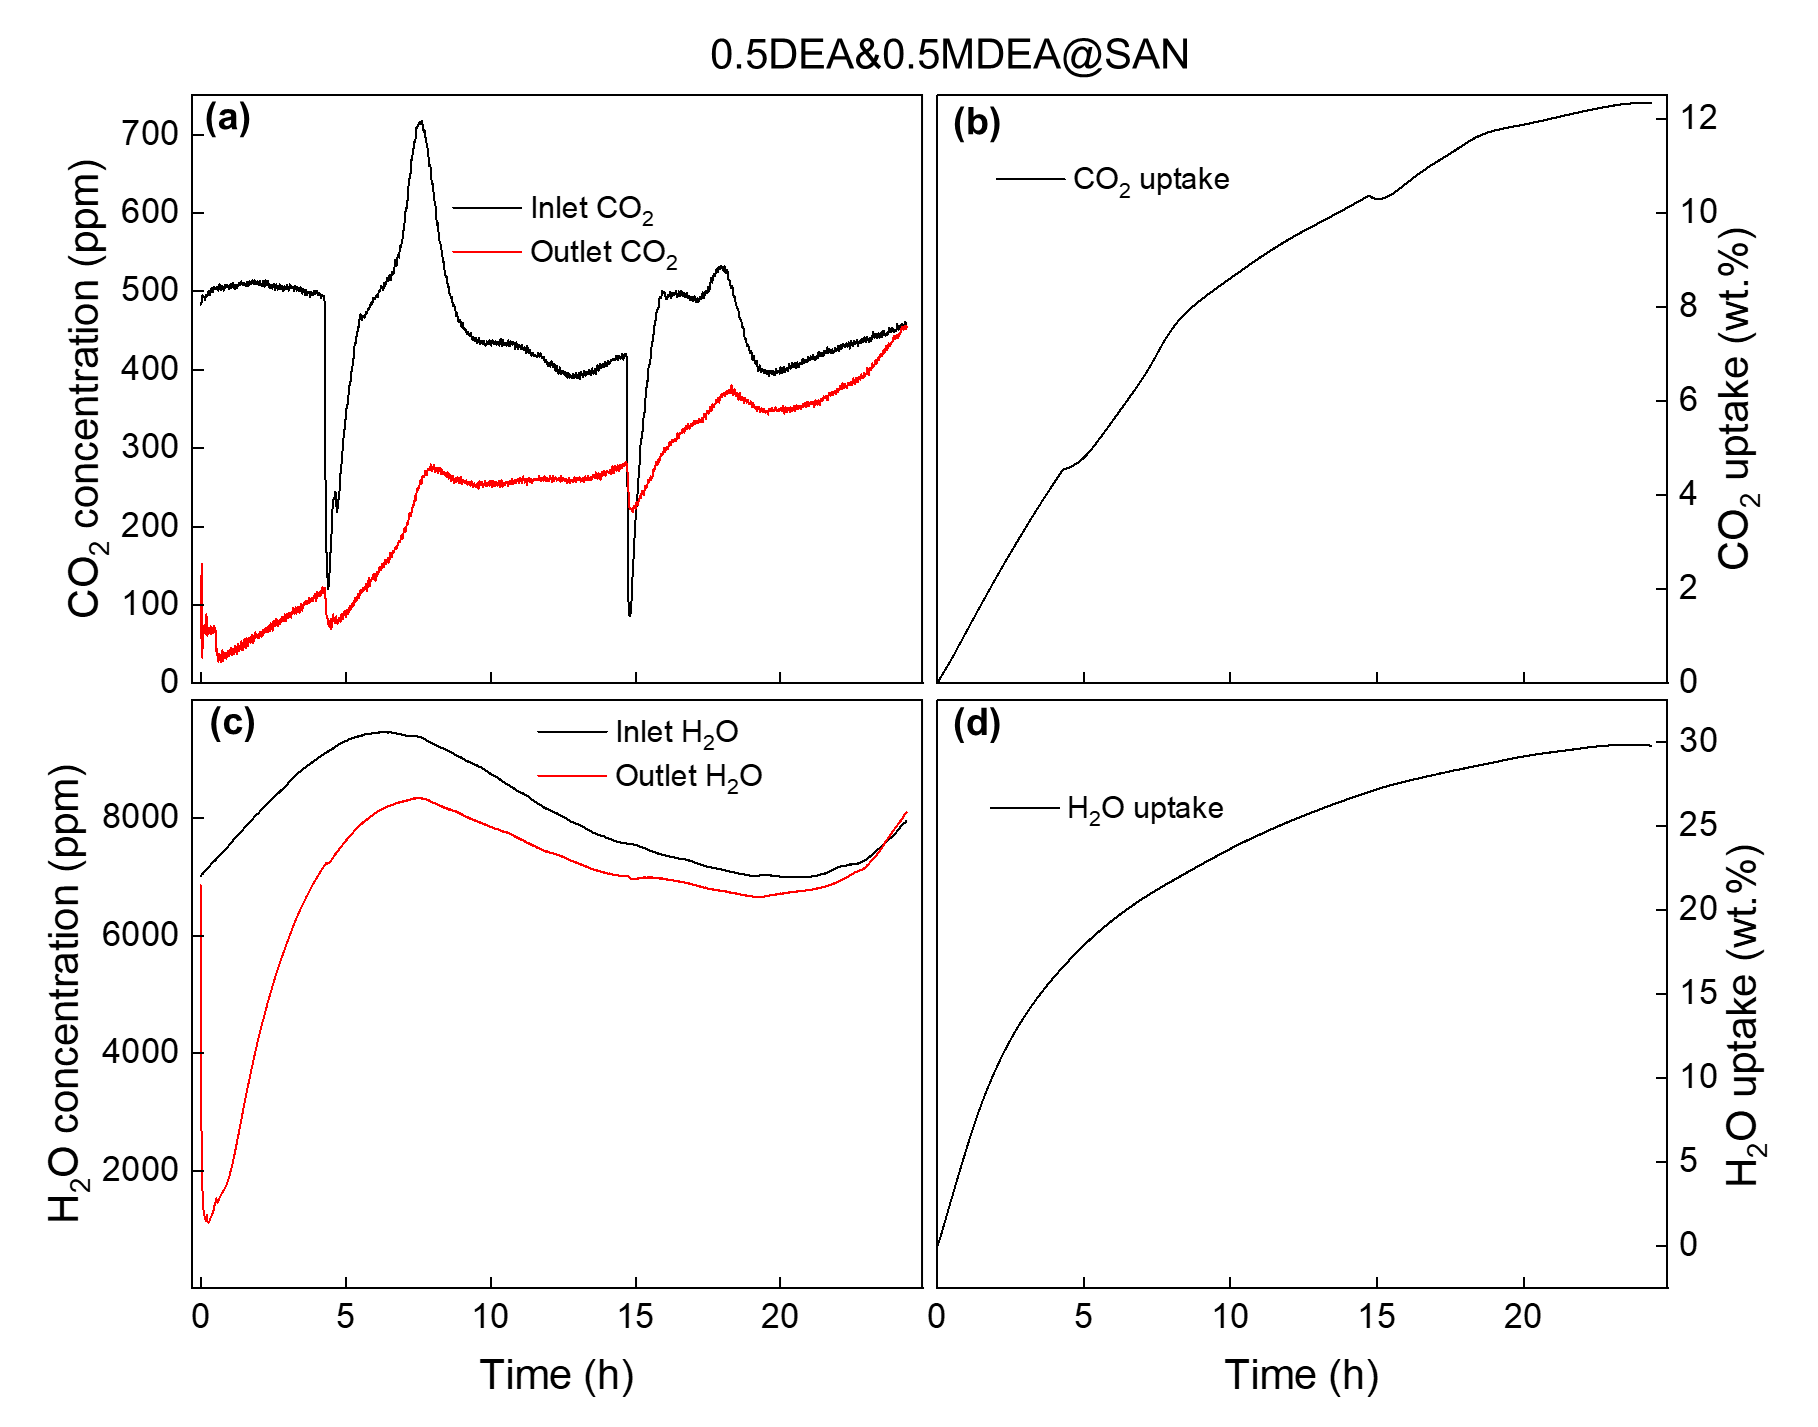 0.5DEA&0.5MDEA@SAN
(a)
700
600
500
400
300
200
100
0
CO₂ concentration (ppm)
Inlet CO₂
Outlet CO₂
(b)
CO₂ uptake
12
10
8
6
4
2
0
CO₂ uptake (wt.%)
(c)
Inlet H₂O
Outlet H₂O
8000
6000
4000
2000
H₂O concentration (ppm)
0 5 10 15 20
Time (h)
(d)
H₂O uptake
30
25
20
15
10
5
0
H₂O uptake (wt.%)
0 5 10 15 20
Time (h)